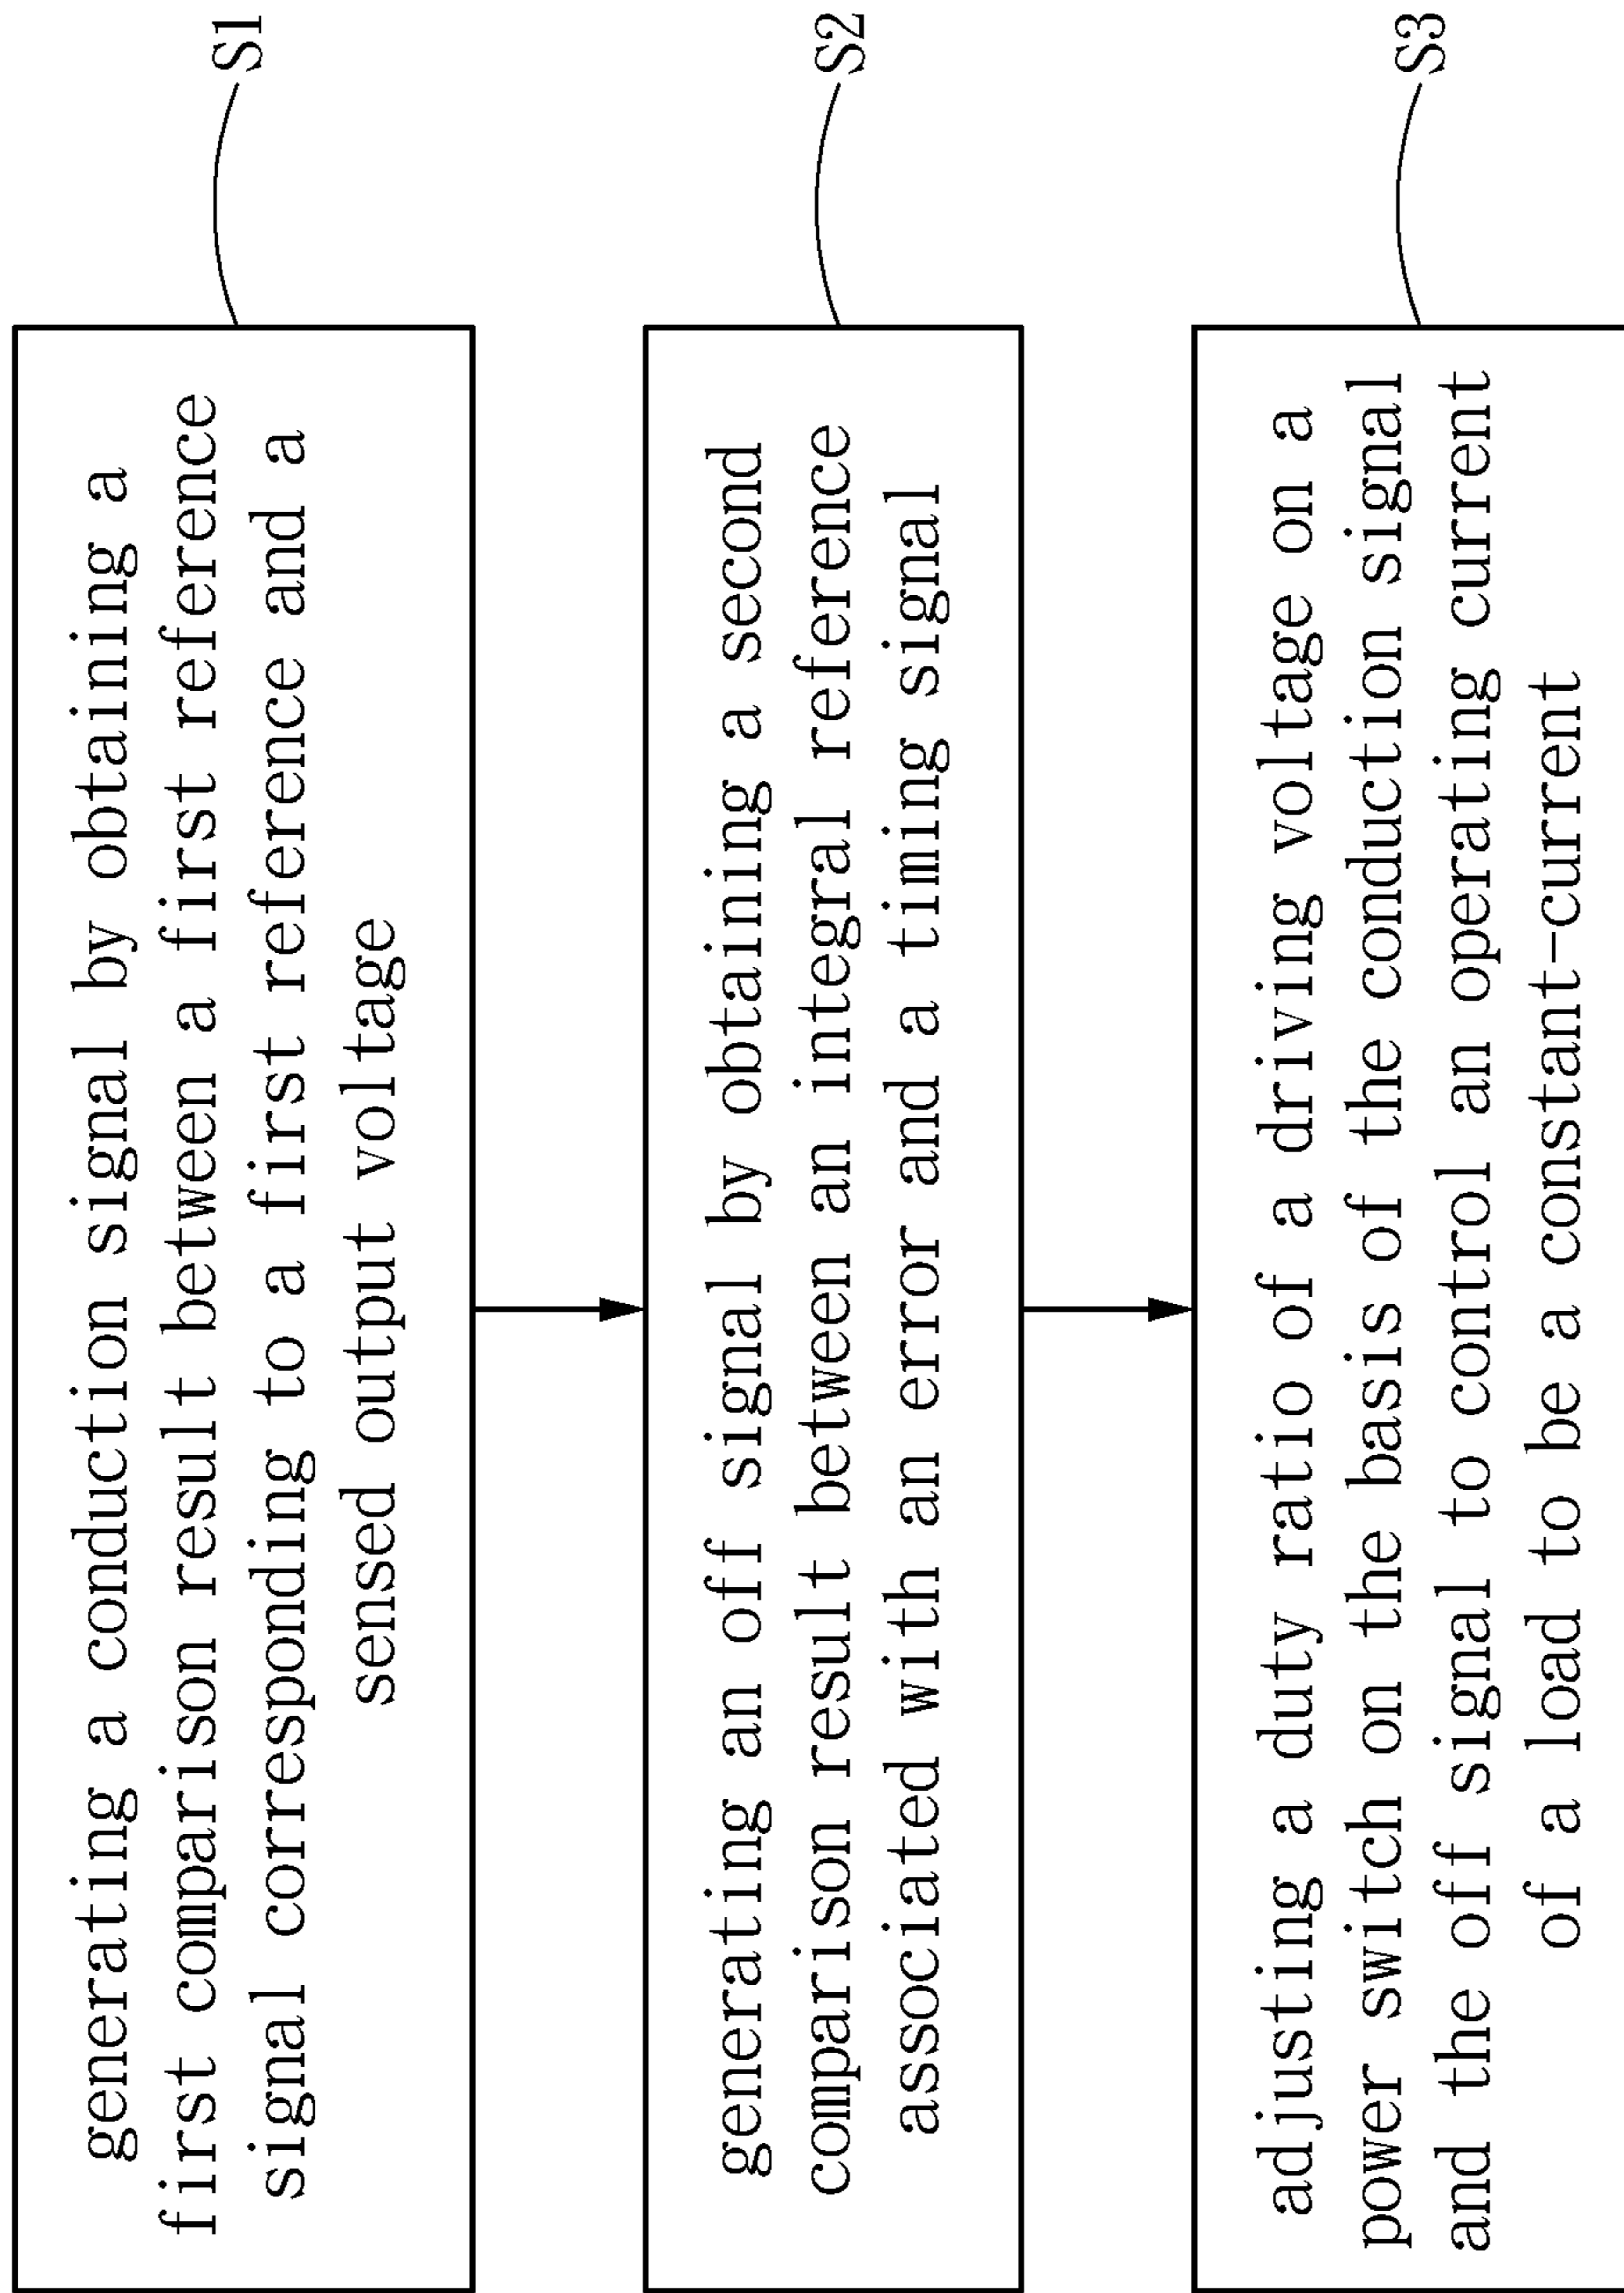 generating a conduction signal by obtaining a
first comparison result between a first reference
signal corresponding to a first reference and a
sensed output voltage
S1
generating an off signal by obtaining a second
comparison result between an integral reference
associated with an error and a timing signal
S2
adjusting a duty ratio of a driving voltage on a
power switch on the basis of the conduction signal
and the off signal to control an operating current
of a load to be a constant-current
S3